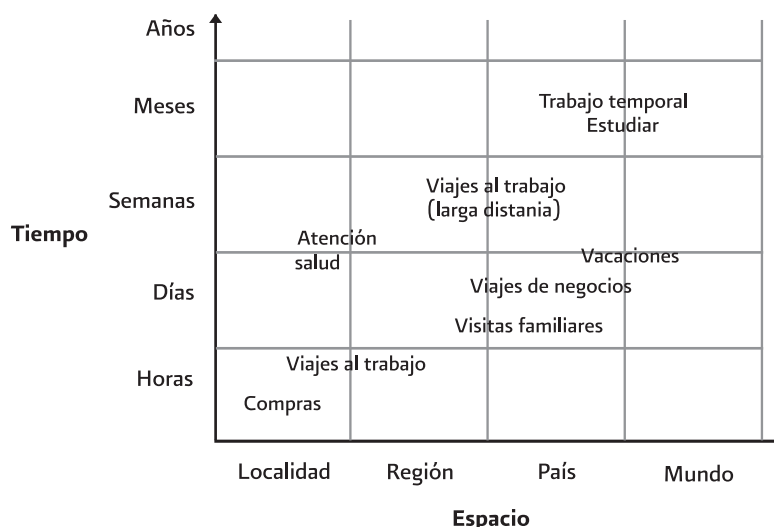 Años
Meses
Trabajo temporal
Estudiar
Semanas
Viajes al trabajo
(larga distania)
Tiempo
Atención
salud
Vacaciones
Días
Viajes de negocios
Visitas familiares
Horas
Viajes al trabajo
Compras
Localidad
Región
País
Mundo
Espacio